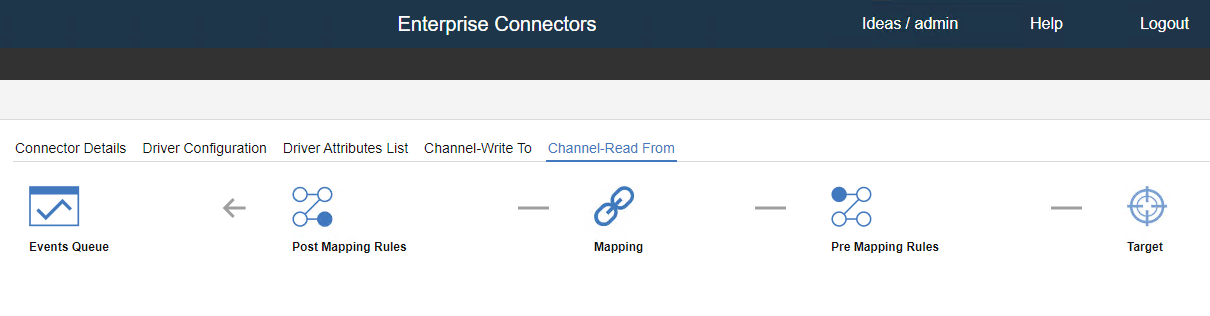 Enterprise Connectors Ideas / admin Help Logout
Connector Details Driver Configuration Driver Attributes List Channel-Write To Channel-Read From
Events Queue Post Mapping Rules Mapping Pre Mapping Rules Target